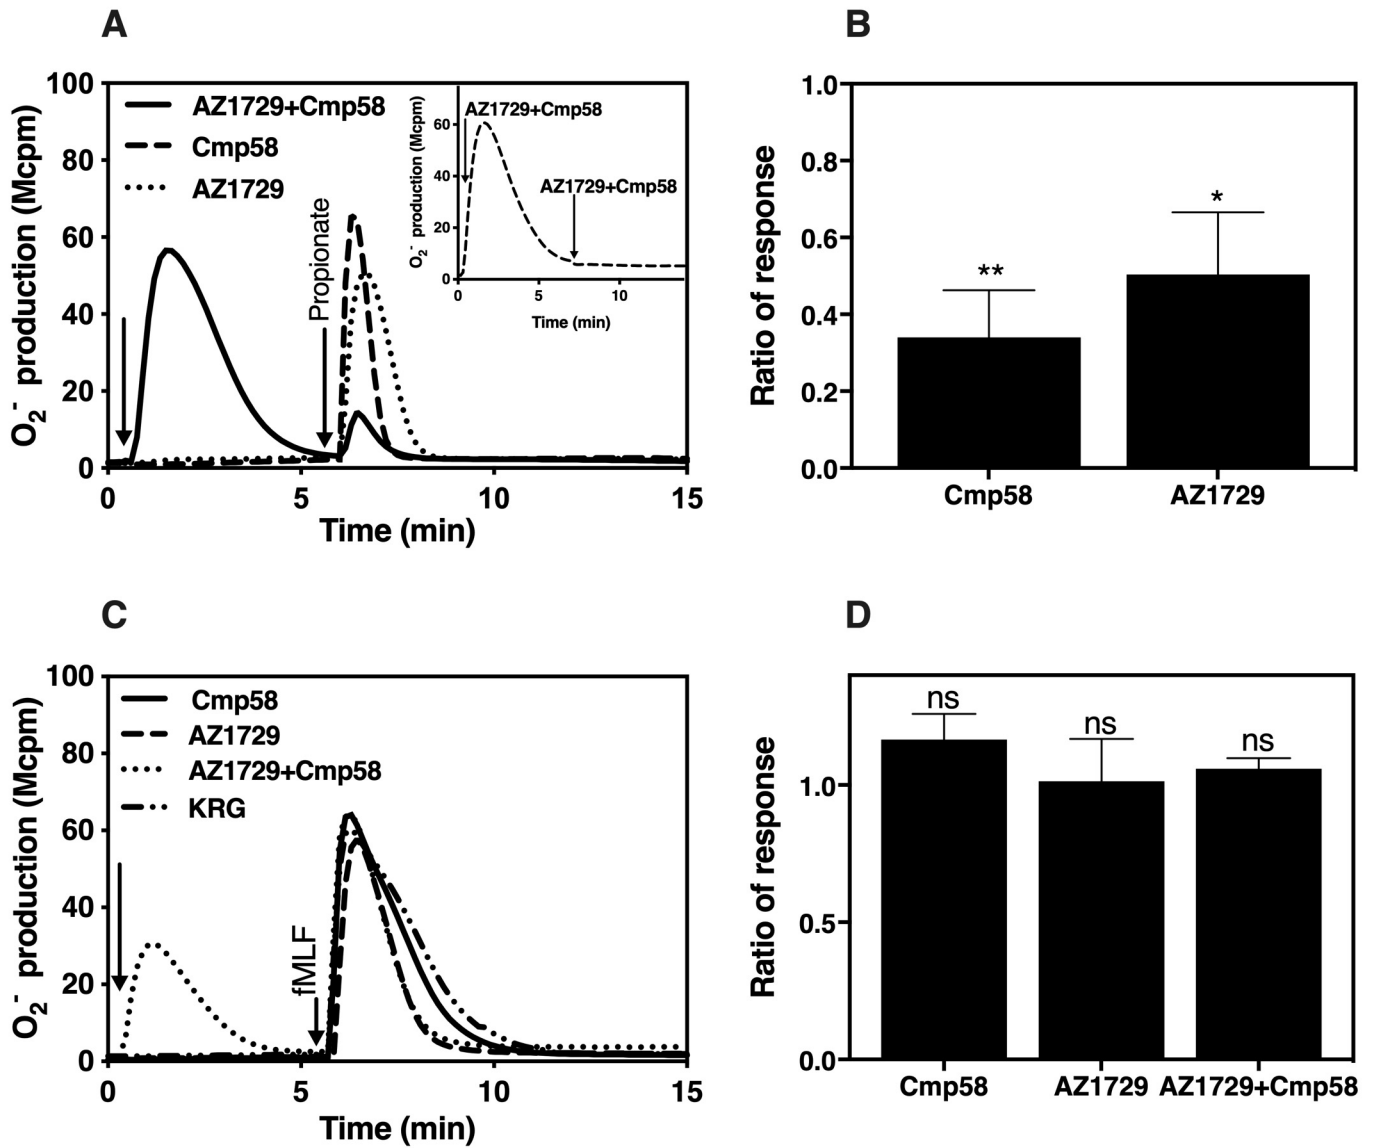 A
O2- production (Mcpm)
100
80
60
40
20
0
AZ1729+Cmp58
Cmp58
AZ1729
Propionate
0 5 10 15
Time (min)
O2- production (Mcpm)
60
40
20
0
AZ1729+Cmp58
AZ1729+Cmp58
0 5 10
Time (min)
B
Ratio of response
1.0
0.8
0.6
0.4
0.2
0.0
**
*
Cmp58 AZ1729
C
O2- production (Mcpm)
100
80
60
40
20
0
Cmp58
AZ1729
AZ1729+Cmp58
KRG
fMLF
0 5 10 15
Time (min)
D
Ratio of response
1.0
0.5
0.0
ns ns ns
Cmp58 AZ1729 AZ1729+Cmp58